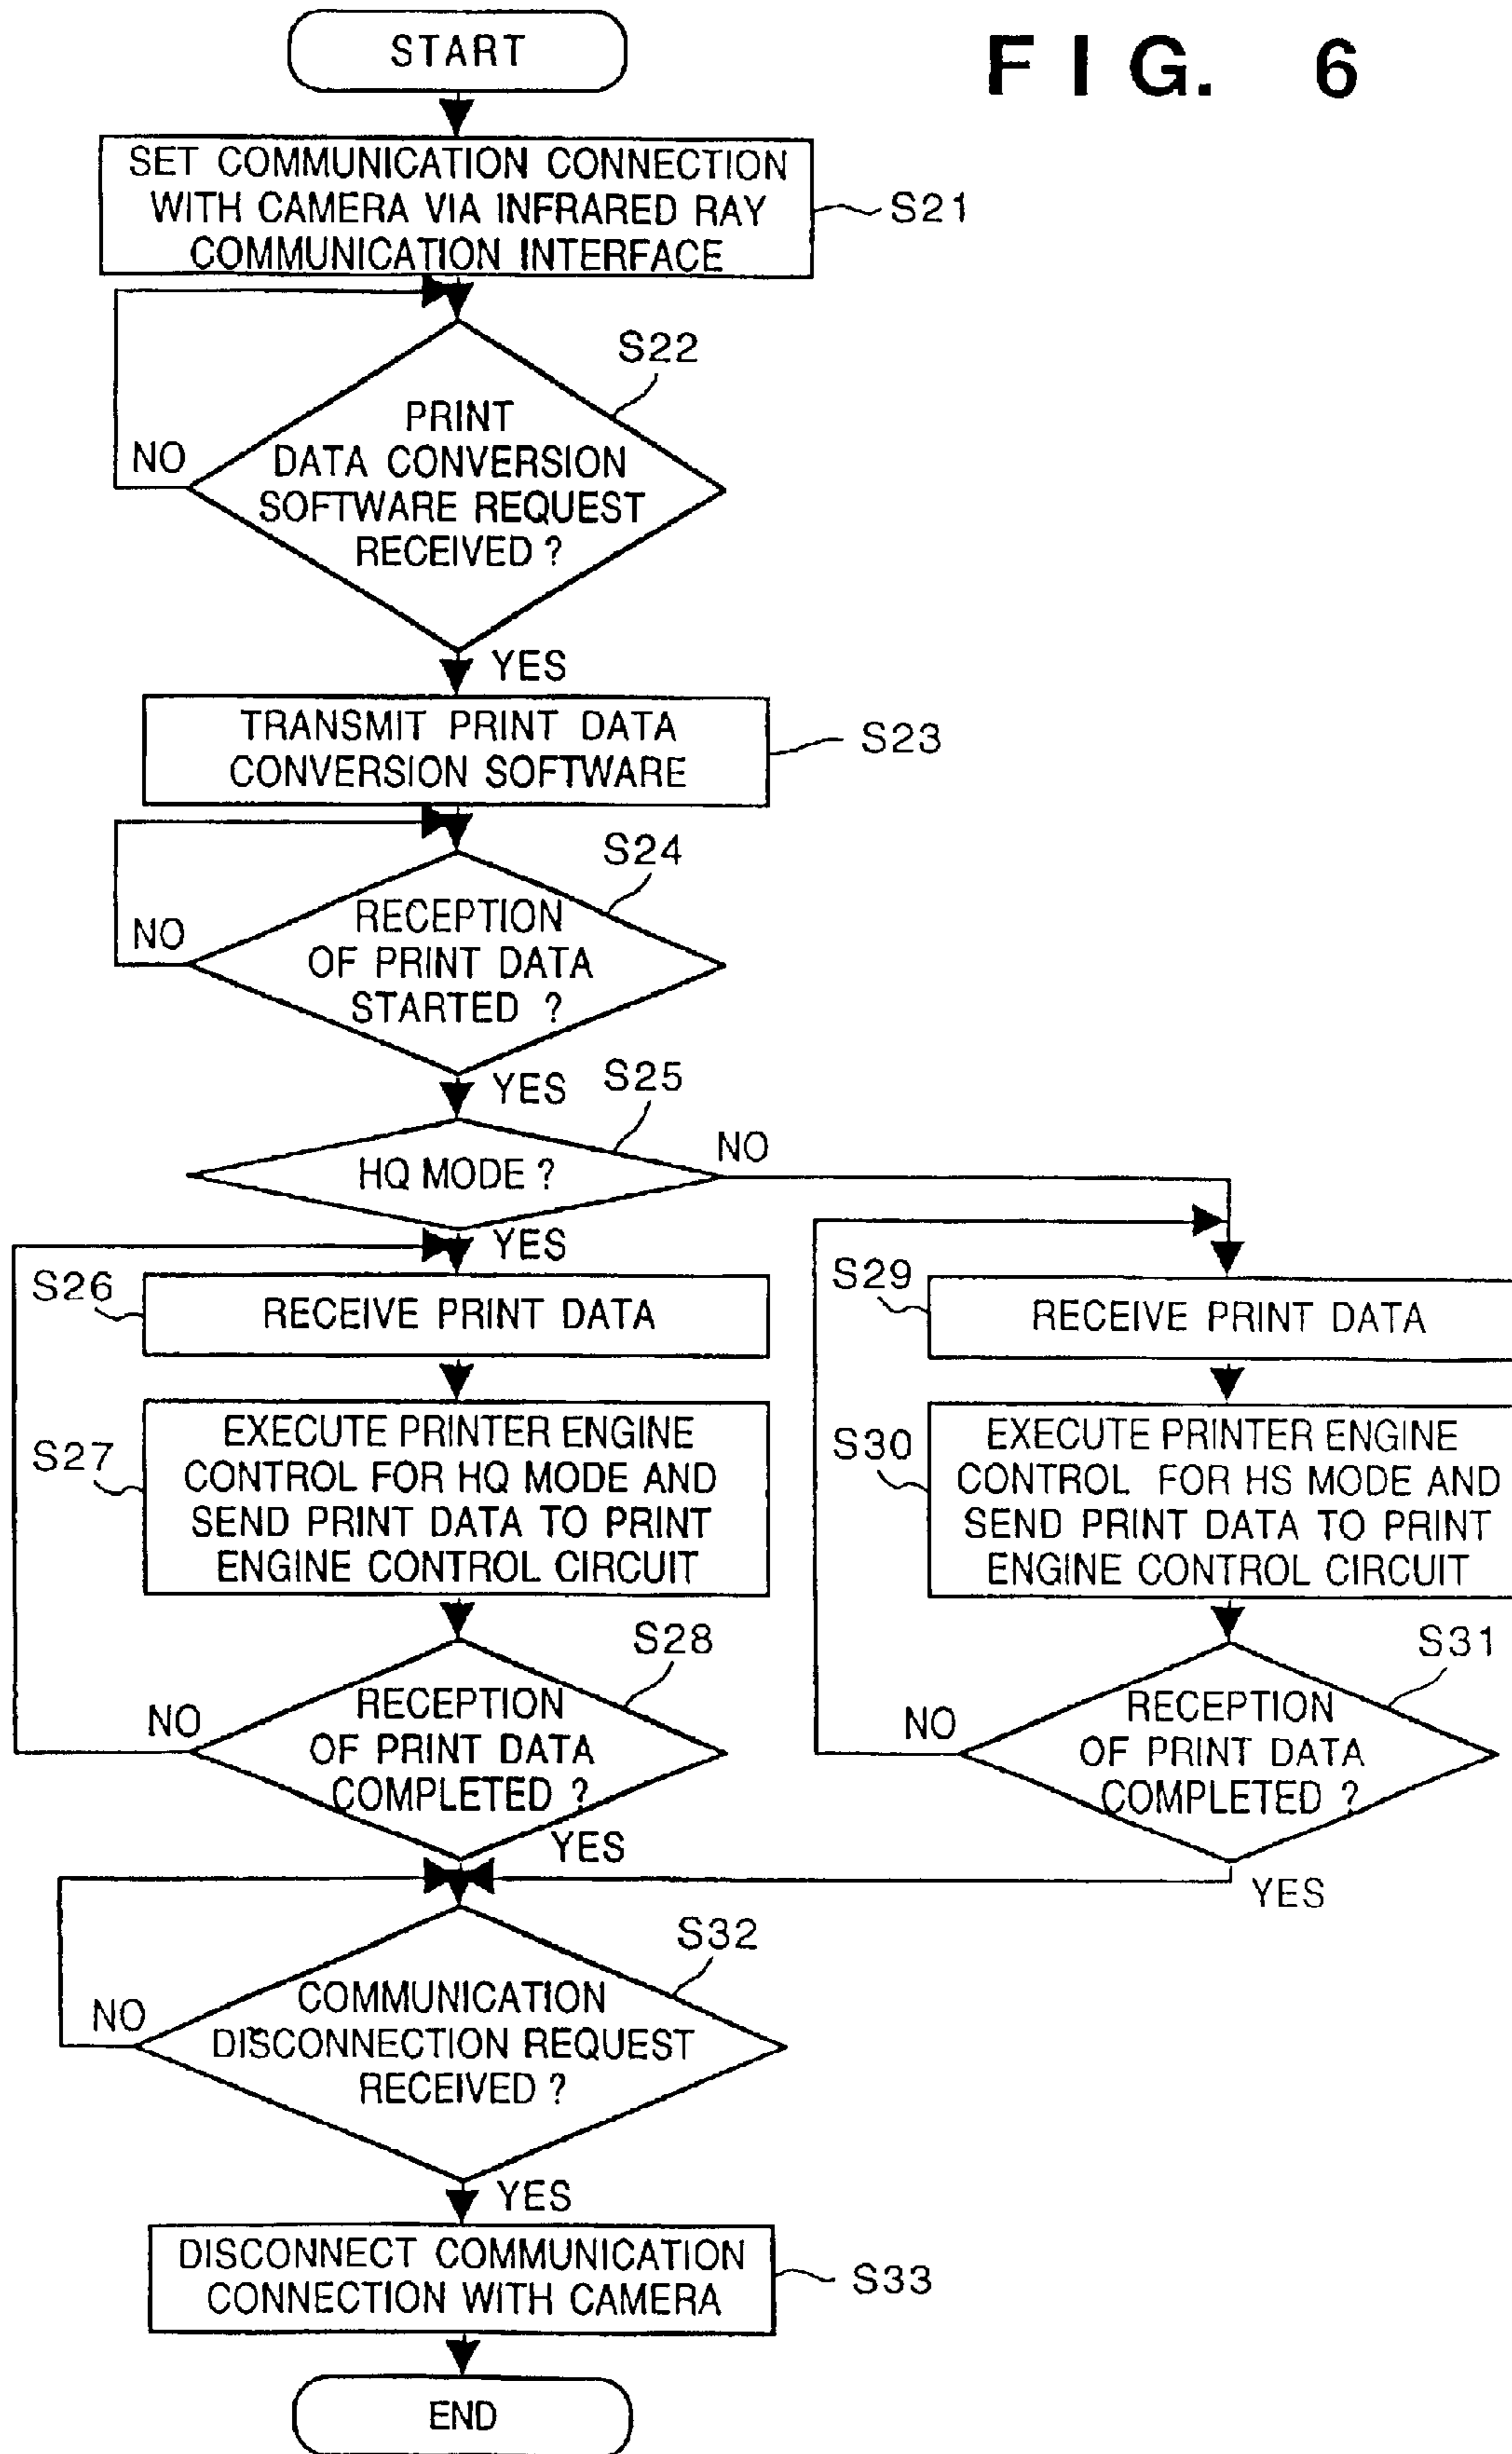 START
FIG. 6
SET COMMUNICATION CONNECTION
WITH CAMERA VIA INFRARED RAY
COMMUNICATION INTERFACE
S21
S22
PRINT
DATA CONVERSION
SOFTWARE REQUEST
RECEIVED ?
NO
YES
TRANSMIT PRINT DATA
CONVERSION SOFTWARE
S23
S24
RECEPTION
OF PRINT DATA
STARTED ?
NO
YES
S25
HQ MODE ?
NO
YES
S26
RECEIVE PRINT DATA
S29
RECEIVE PRINT DATA
S27
EXECUTE PRINTER ENGINE
CONTROL FOR HQ MODE AND
SEND PRINT DATA TO PRINT
ENGINE CONTROL CIRCUIT
S30
EXECUTE PRINTER ENGINE
CONTROL FOR HS MODE AND
SEND PRINT DATA TO PRINT
ENGINE CONTROL CIRCUIT
S28
RECEPTION
OF PRINT DATA
COMPLETED ?
NO
YES
S31
RECEPTION
OF PRINT DATA
COMPLETED ?
NO
YES
S32
COMMUNICATION
DISCONNECTION REQUEST
RECEIVED ?
NO
YES
DISCONNECT COMMUNICATION
CONNECTION WITH CAMERA
S33
END